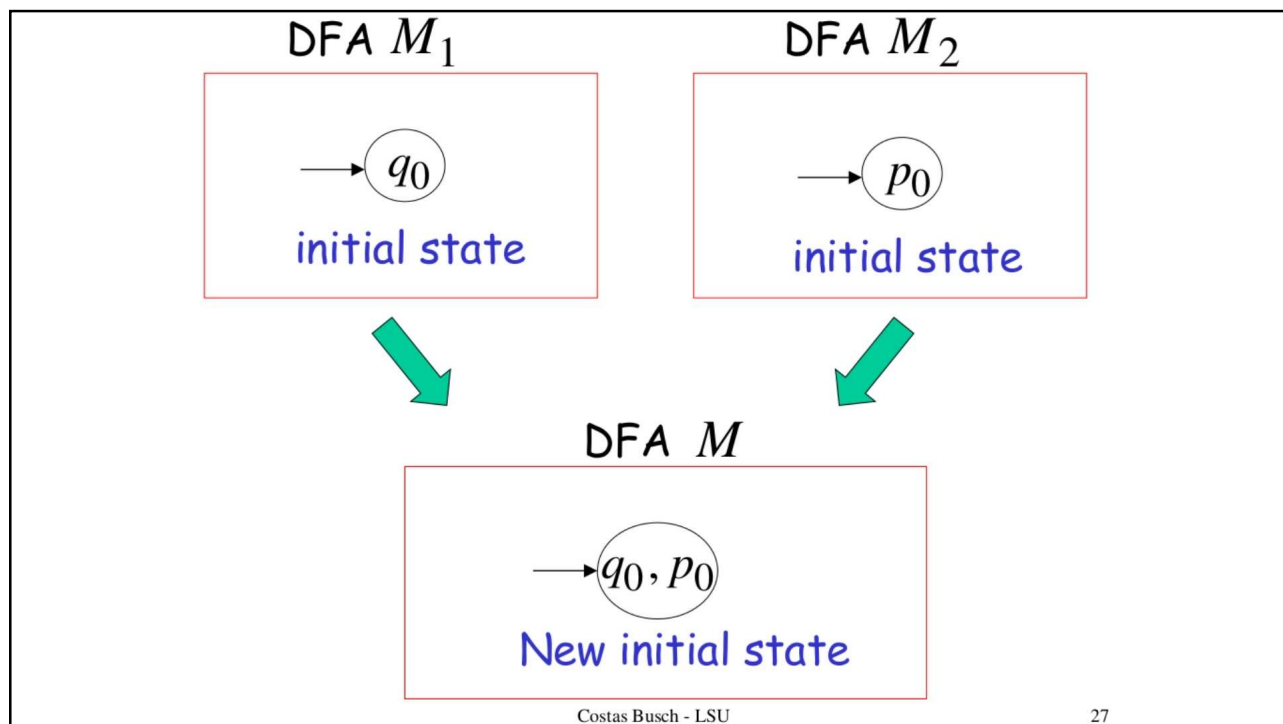 DFA M₁
DFA M₂
q₀
p₀
initial state
initial state
DFA M
q₀, p₀
New initial state
Costas Busch - LSU
27